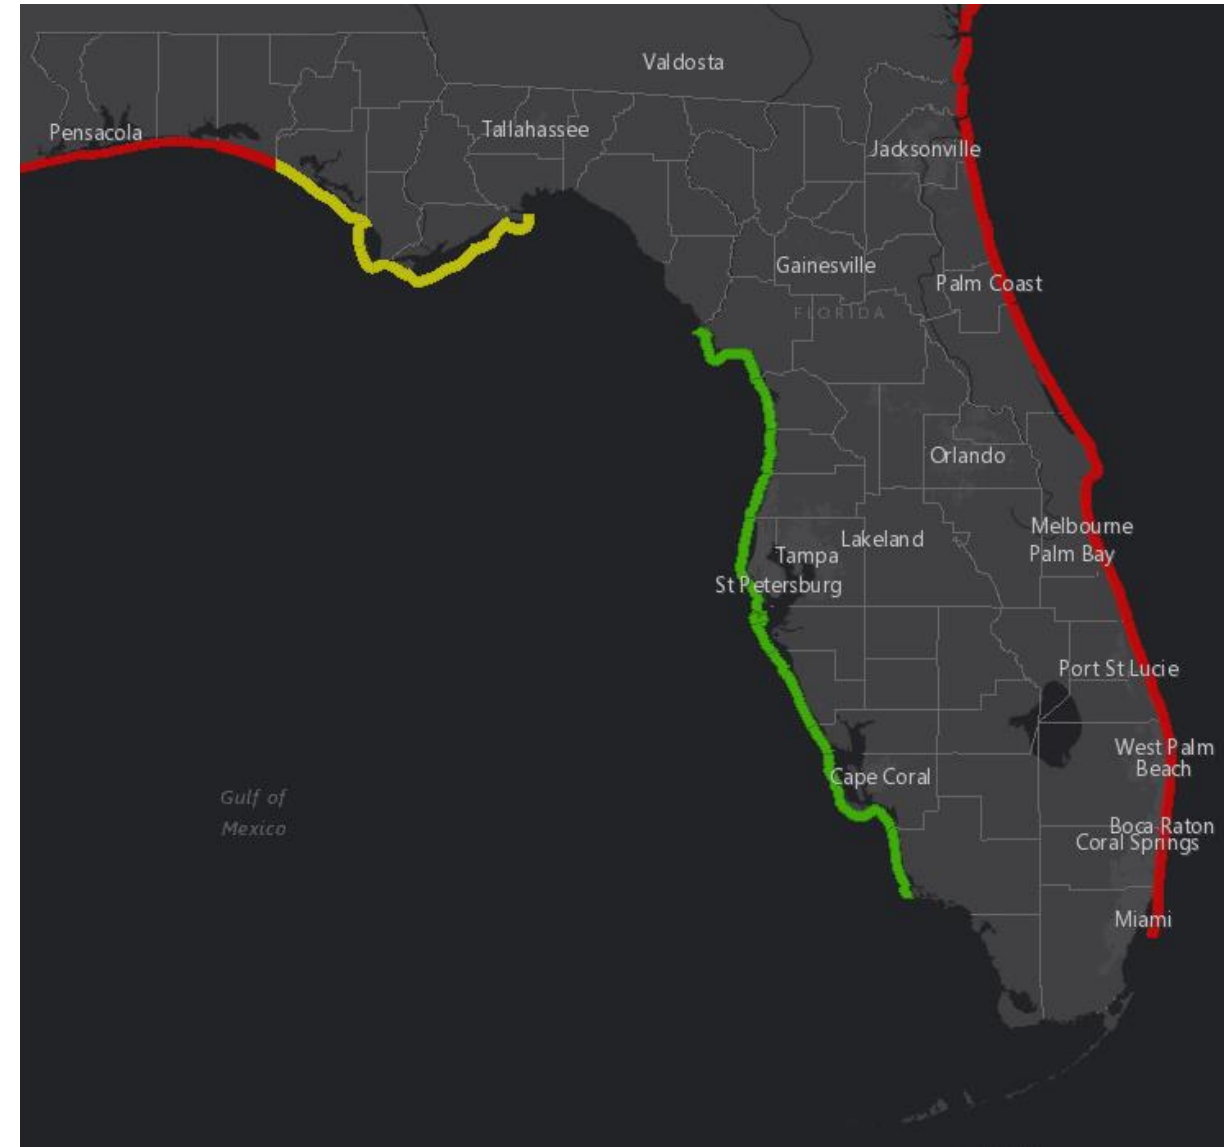 Valdosta
Pensacola
Tallahassee
Jacksonville
Gainesville
Palm Coast
FLORIDA
Orlando
Melbourne
Lakeland
Tampa
Palm Bay
St Petersburg
Port St Lucie
West Palm
Beach
Cape Coral
Gulf of
Mexico
Boca Raton
Coral Springs
Miami